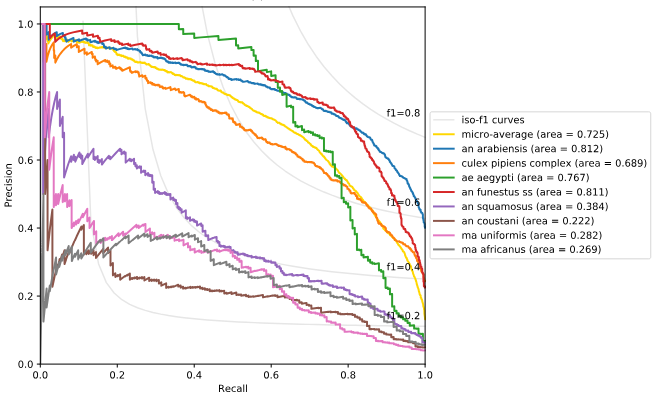 1.0
0.8
0.6
0.4
0.2
0.0
Precision
0.0 0.2 0.4 0.6 0.8 1.0
Recall
f1=0.8
f1=0.6
f1=0.4
f1=0.2
iso-f1 curves
micro-average (area = 0.725)
an arabiensis (area = 0.812)
culex pipiens complex (area = 0.689)
ae aegypti (area = 0.767)
an funestus ss (area = 0.811)
an squamosus (area = 0.384)
an coustani (area = 0.222)
ma uniformis (area = 0.282)
ma africanus (area = 0.269)